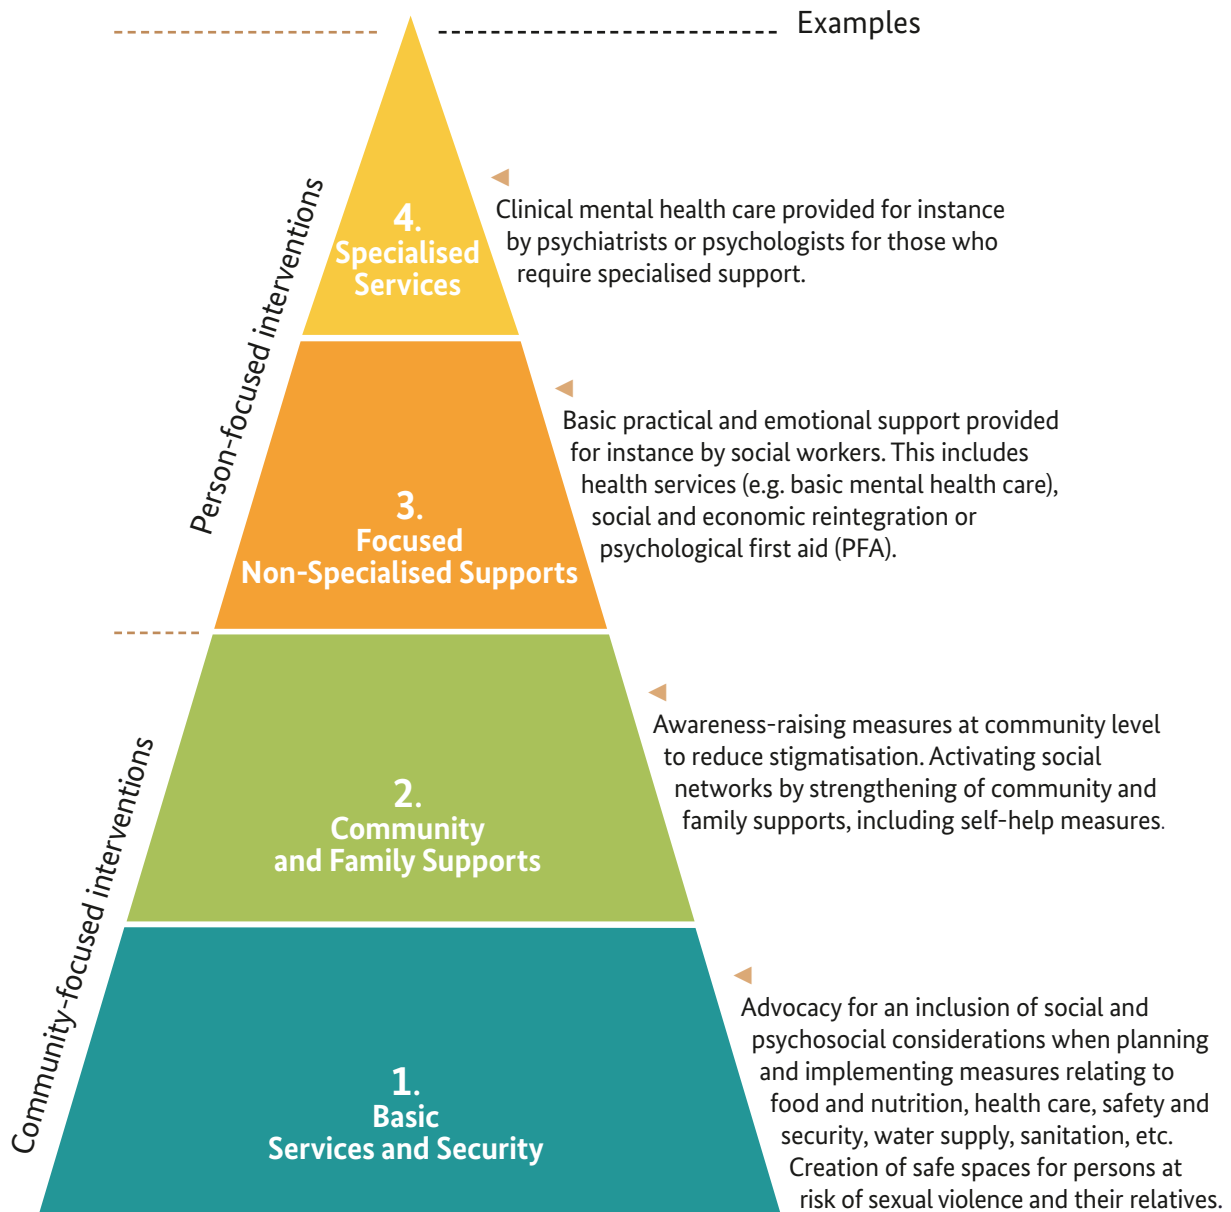 Examples
Person-focused interventions
4.
Specialised
Services
Clinical mental health care provided for instance
by psychiatrists or psychologists for those who
require specialised support.
3.
Focused
Non-Specialised Supports
Basic practical and emotional support provided
for instance by social workers. This includes
health services (e.g. basic mental health care),
social and economic reintegration or
psychological first aid (PFA).
Community-focused interventions
2.
Community
and Family Supports
Awareness-raising measures at community level
to reduce stigmatisation. Activating social
networks by strengthening of community and
family supports, including self-help measures.
1.
Basic
Services and Security
Advocacy for an inclusion of social and
psychosocial considerations when planning
and implementing measures relating to
food and nutrition, health care, safety and
security, water supply, sanitation, etc.
Creation of safe spaces for persons at
risk of sexual violence and their relatives.